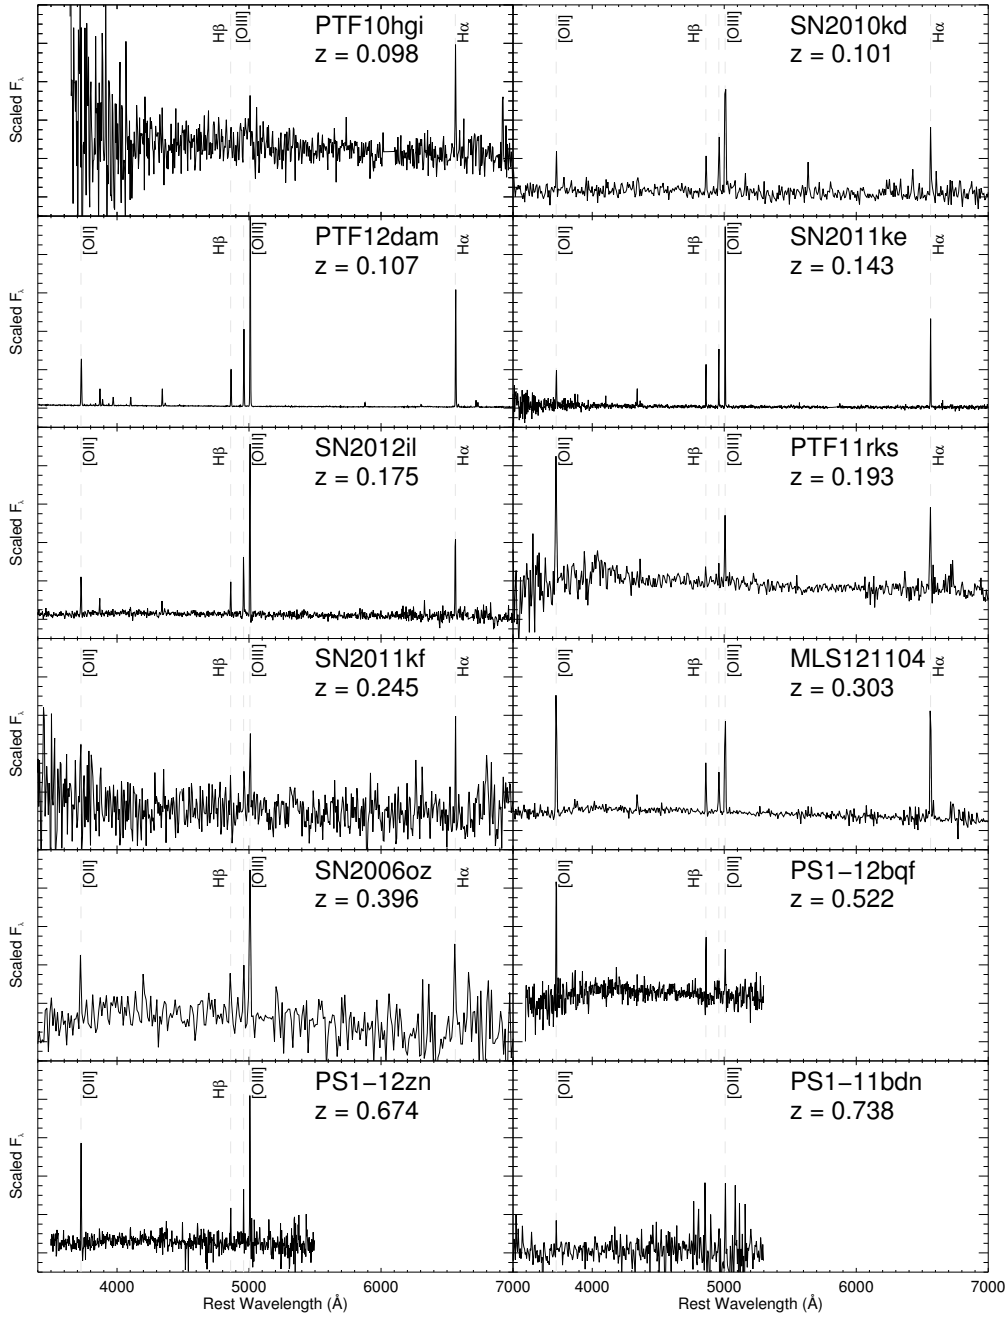 Hβ [OIII] PTF10hgi Hα
z = 0.098
Scaled Fλ
[OII] Hβ [OIII] SN2010kd Hα
z = 0.101
[OII] Hβ [OIII] PTF12dam Hα
z = 0.107
Scaled Fλ
[OII] Hβ [OIII] SN2011ke Hα
z = 0.143
[OII] Hβ [OIII] SN2012il Hα
z = 0.175
Scaled Fλ
[OII] Hβ [OIII] PTF11rks Hα
z = 0.193
[OII] Hβ [OIII] SN2011kf Hα
z = 0.245
Scaled Fλ
[OII] Hβ [OIII] MLS121104 Hα
z = 0.303
[OII] Hβ [OIII] SN2006oz Hα
z = 0.396
Scaled Fλ
[OII] Hβ [OIII] PS1−12bqf
z = 0.522
[OII] Hβ [OIII] PS1−12zn
z = 0.674
Scaled Fλ
[OII] [OIII] PS1−11bdn
z = 0.738
4000 5000 6000 7000 4000 5000 6000 7000
Rest Wavelength (Å) Rest Wavelength (Å)